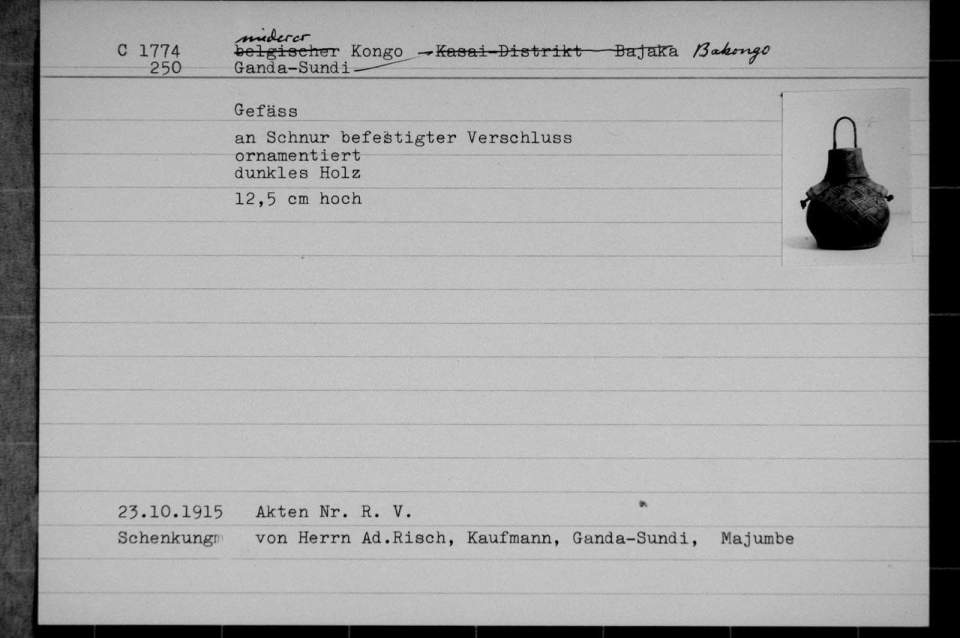 niederer
C 1774 belgischer Kongo Kasai-Distrikt Bajaka Bakongo
250 Ganda-Sundi
Gefäss
an Schnur befestigter Verschluss
ornamentiert
dunkles Holz
12,5 cm hoch
23.10.1915 Akten Nr. R. V.
Schenkung von Herrn Ad.Risch, Kaufmann, Ganda-Sundi, Majumbe